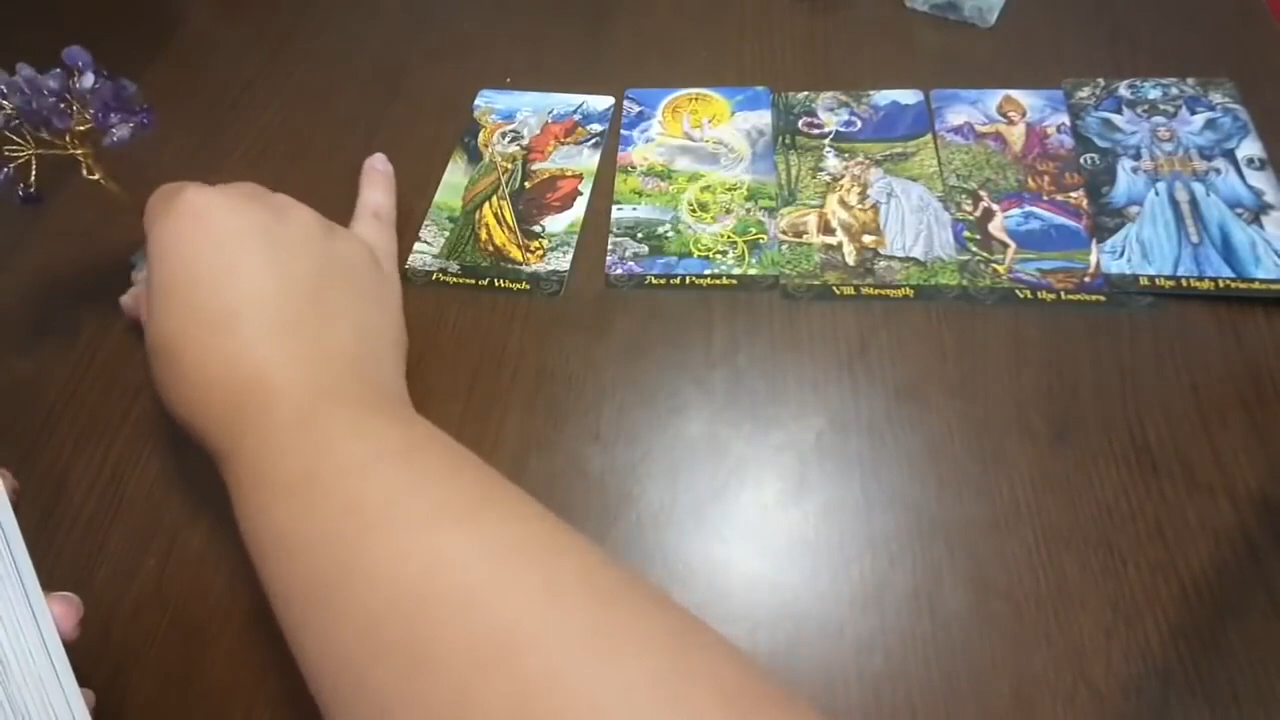 Princess of Wands
Ace of Pentacles
VIII. Strength
VI. the Lovers
II. the High Priestess
B